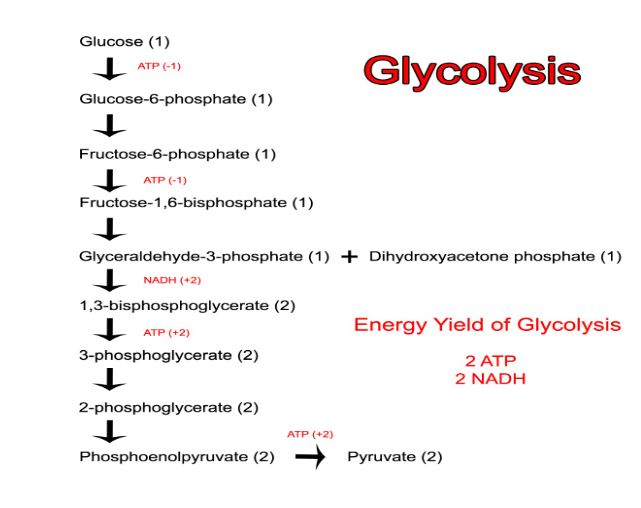 Glucose (1)
ATP (-1)
Glycolysis
Glucose-6-phosphate (1)
Fructose-6-phosphate (1)
ATP (-1)
Fructose-1,6-bisphosphate (1)
Glyceraldehyde-3-phosphate (1) + Dihydroxyacetone phosphate (1)
NADH (+2)
1,3-bisphosphoglycerate (2)
ATP (+2)
3-phosphoglycerate (2)
2-phosphoglycerate (2)
ATP (+2)
Phosphoenolpyruvate (2) Pyruvate (2)
Energy Yield of Glycolysis
2 ATP
2 NADH